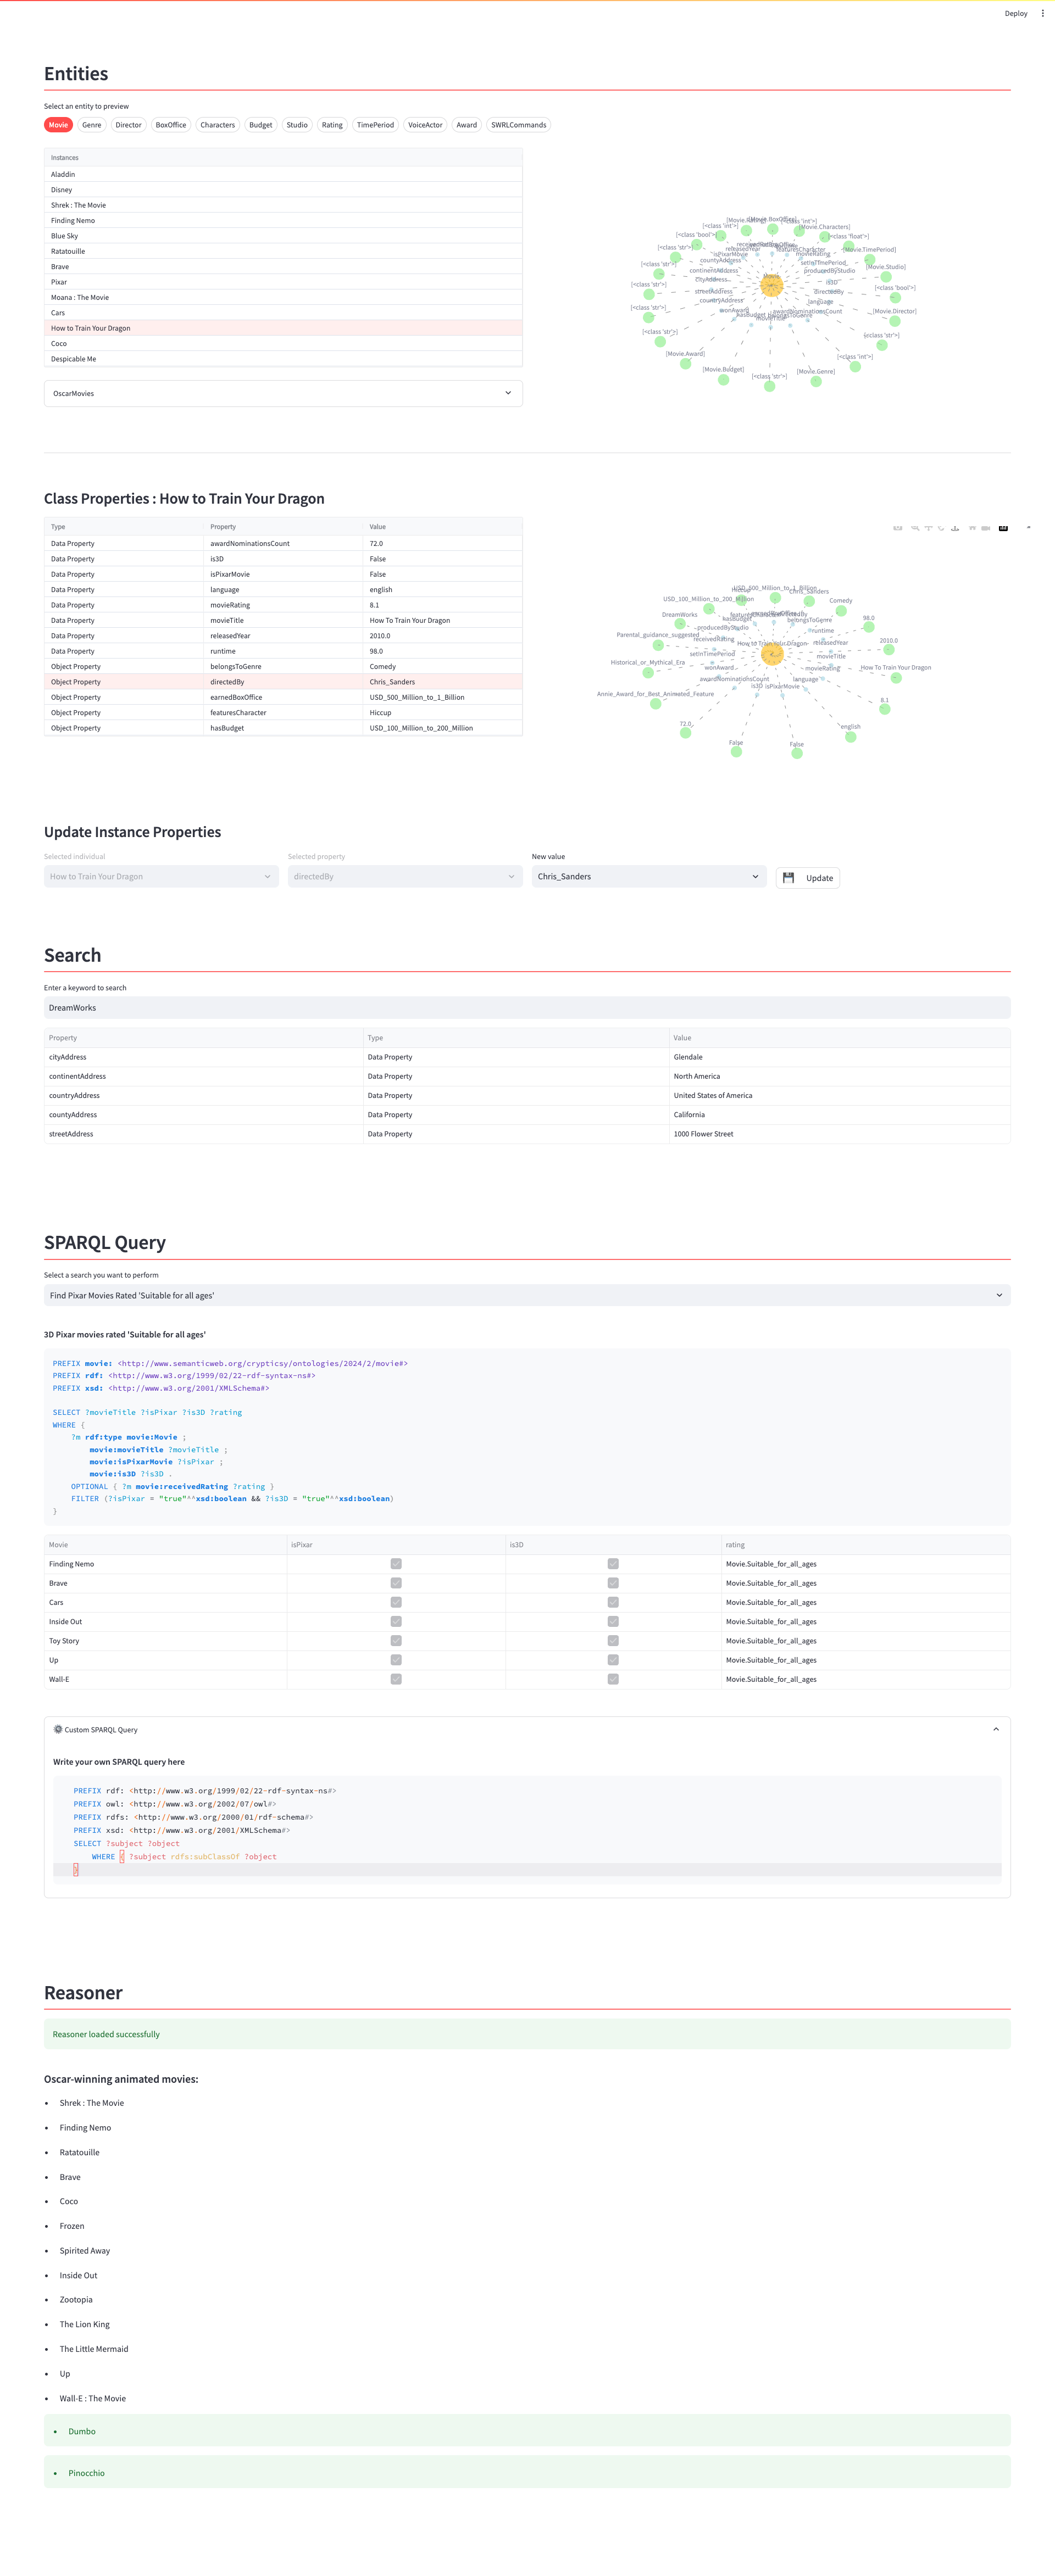 Deploy
Entities
Select an entity to preview
Movie Genre Director BoxOffice Characters Budget Studio Rating TimePeriod VoiceActor Award SWRLCommands
Instances
Aladdin
Disney
Shrek : The Movie
Finding Nemo
Blue Sky
Ratatouille
Brave
Pixar
Moana : The Movie
Cars
How to Train Your Dragon
Coco
Despicable Me
OscarMovies
[Movie.Characters]
[<class 'int'>]
[<class 'float'>]
[<class 'bool'>]
[Movie.TimePeriod]
[<class 'str'>]
[Movie.Studio]
[<class 'str'>]
[<class 'bool'>]
[<class 'str'>]
[Movie.Director]
[<class 'str'>]
[<class 'str'>]
[Movie.Award]
[<class 'int'>]
[Movie.Budget]
[Movie.Genre]
[<class 'str'>]
countyAddress
continentAddress
cityAddress
streetAddress
countryAddress
wonAward
movieRating
setInTimePeriod
producedByStudio
is3D
directedBy
language
Class Properties : How to Train Your Dragon
Type Property Value
Data Property awardNominationsCount 72.0
Data Property is3D False
Data Property isPixarMovie False
Data Property language english
Data Property movieRating 8.1
Data Property movieTitle How To Train Your Dragon
Data Property releasedYear 2010.0
Data Property runtime 98.0
Object Property belongsToGenre Comedy
Object Property directedBy Chris_Sanders
Object Property earnedBoxOffice USD_500_Million_to_1_Billion
Object Property featuresCharacter Hiccup
Object Property hasBudget USD_100_Million_to_200_Million
USD_500_Million_to_1_Billion
Chris_Sanders
USD_100_Million_to_200_Million
Comedy
DreamWorks
hasBudget
belongsToGenre
98.0
producedByStudio
runtime
Parental_guidance_suggested
receivedRating
How to Train Your Dragon
releasedYear
2010.0
setInTimePeriod
movieTitle
Historical_or_Mythical_Era
wonAward
movieRating
How To Train Your Dragon
awardNominationsCount
language
is3D
isPixarMovie
Annie_Award_for_Best_Animated_Feature
8.1
72.0
english
False
False
Update Instance Properties
Selected individual Selected property New value
How to Train Your Dragon directedBy Chris_Sanders Update
Search
Enter a keyword to search
DreamWorks
Property Type Value
cityAddress Data Property Glendale
continentAddress Data Property North America
countryAddress Data Property United States of America
countyAddress Data Property California
streetAddress Data Property 1000 Flower Street
SPARQL Query
Select a search you want to perform
Find Pixar Movies Rated 'Suitable for all ages'
3D Pixar movies rated 'Suitable for all ages'
PREFIX movie: <http://www.semanticweb.org/crypticsy/ontologies/2024/2/movie#>
PREFIX rdf: <http://www.w3.org/1999/02/22-rdf-syntax-ns#>
PREFIX xsd: <http://www.w3.org/2001/XMLSchema#>
SELECT ?movieTitle ?isPixar ?is3D ?rating
WHERE {
?m rdf:type movie:Movie ;
movie:movieTitle ?movieTitle ;
movie:isPixarMovie ?isPixar ;
movie:is3D ?is3D .
OPTIONAL { ?m movie:receivedRating ?rating }
FILTER (?isPixar = "true"^^xsd:boolean && ?is3D = "true"^^xsd:boolean)
}
Movie isPixar is3D rating
Finding Nemo Movie.Suitable_for_all_ages
Brave Movie.Suitable_for_all_ages
Cars Movie.Suitable_for_all_ages
Inside Out Movie.Suitable_for_all_ages
Toy Story Movie.Suitable_for_all_ages
Up Movie.Suitable_for_all_ages
Wall-E Movie.Suitable_for_all_ages
Custom SPARQL Query
Write your own SPARQL query here
PREFIX rdf: <http://www.w3.org/1999/02/22-rdf-syntax-ns#>
PREFIX owl: <http://www.w3.org/2002/07/owl#>
PREFIX rdfs: <http://www.w3.org/2000/01/rdf-schema#>
PREFIX xsd: <http://www.w3.org/2001/XMLSchema#>
SELECT ?subject ?object
WHERE { ?subject rdfs:subClassOf ?object
}
Reasoner
Reasoner loaded successfully
Oscar-winning animated movies:
• Shrek : The Movie
• Finding Nemo
• Ratatouille
• Brave
• Coco
• Frozen
• Spirited Away
• Inside Out
• Zootopia
• The Lion King
• The Little Mermaid
• Up
• Wall-E : The Movie
• Dumbo
• Pinocchio